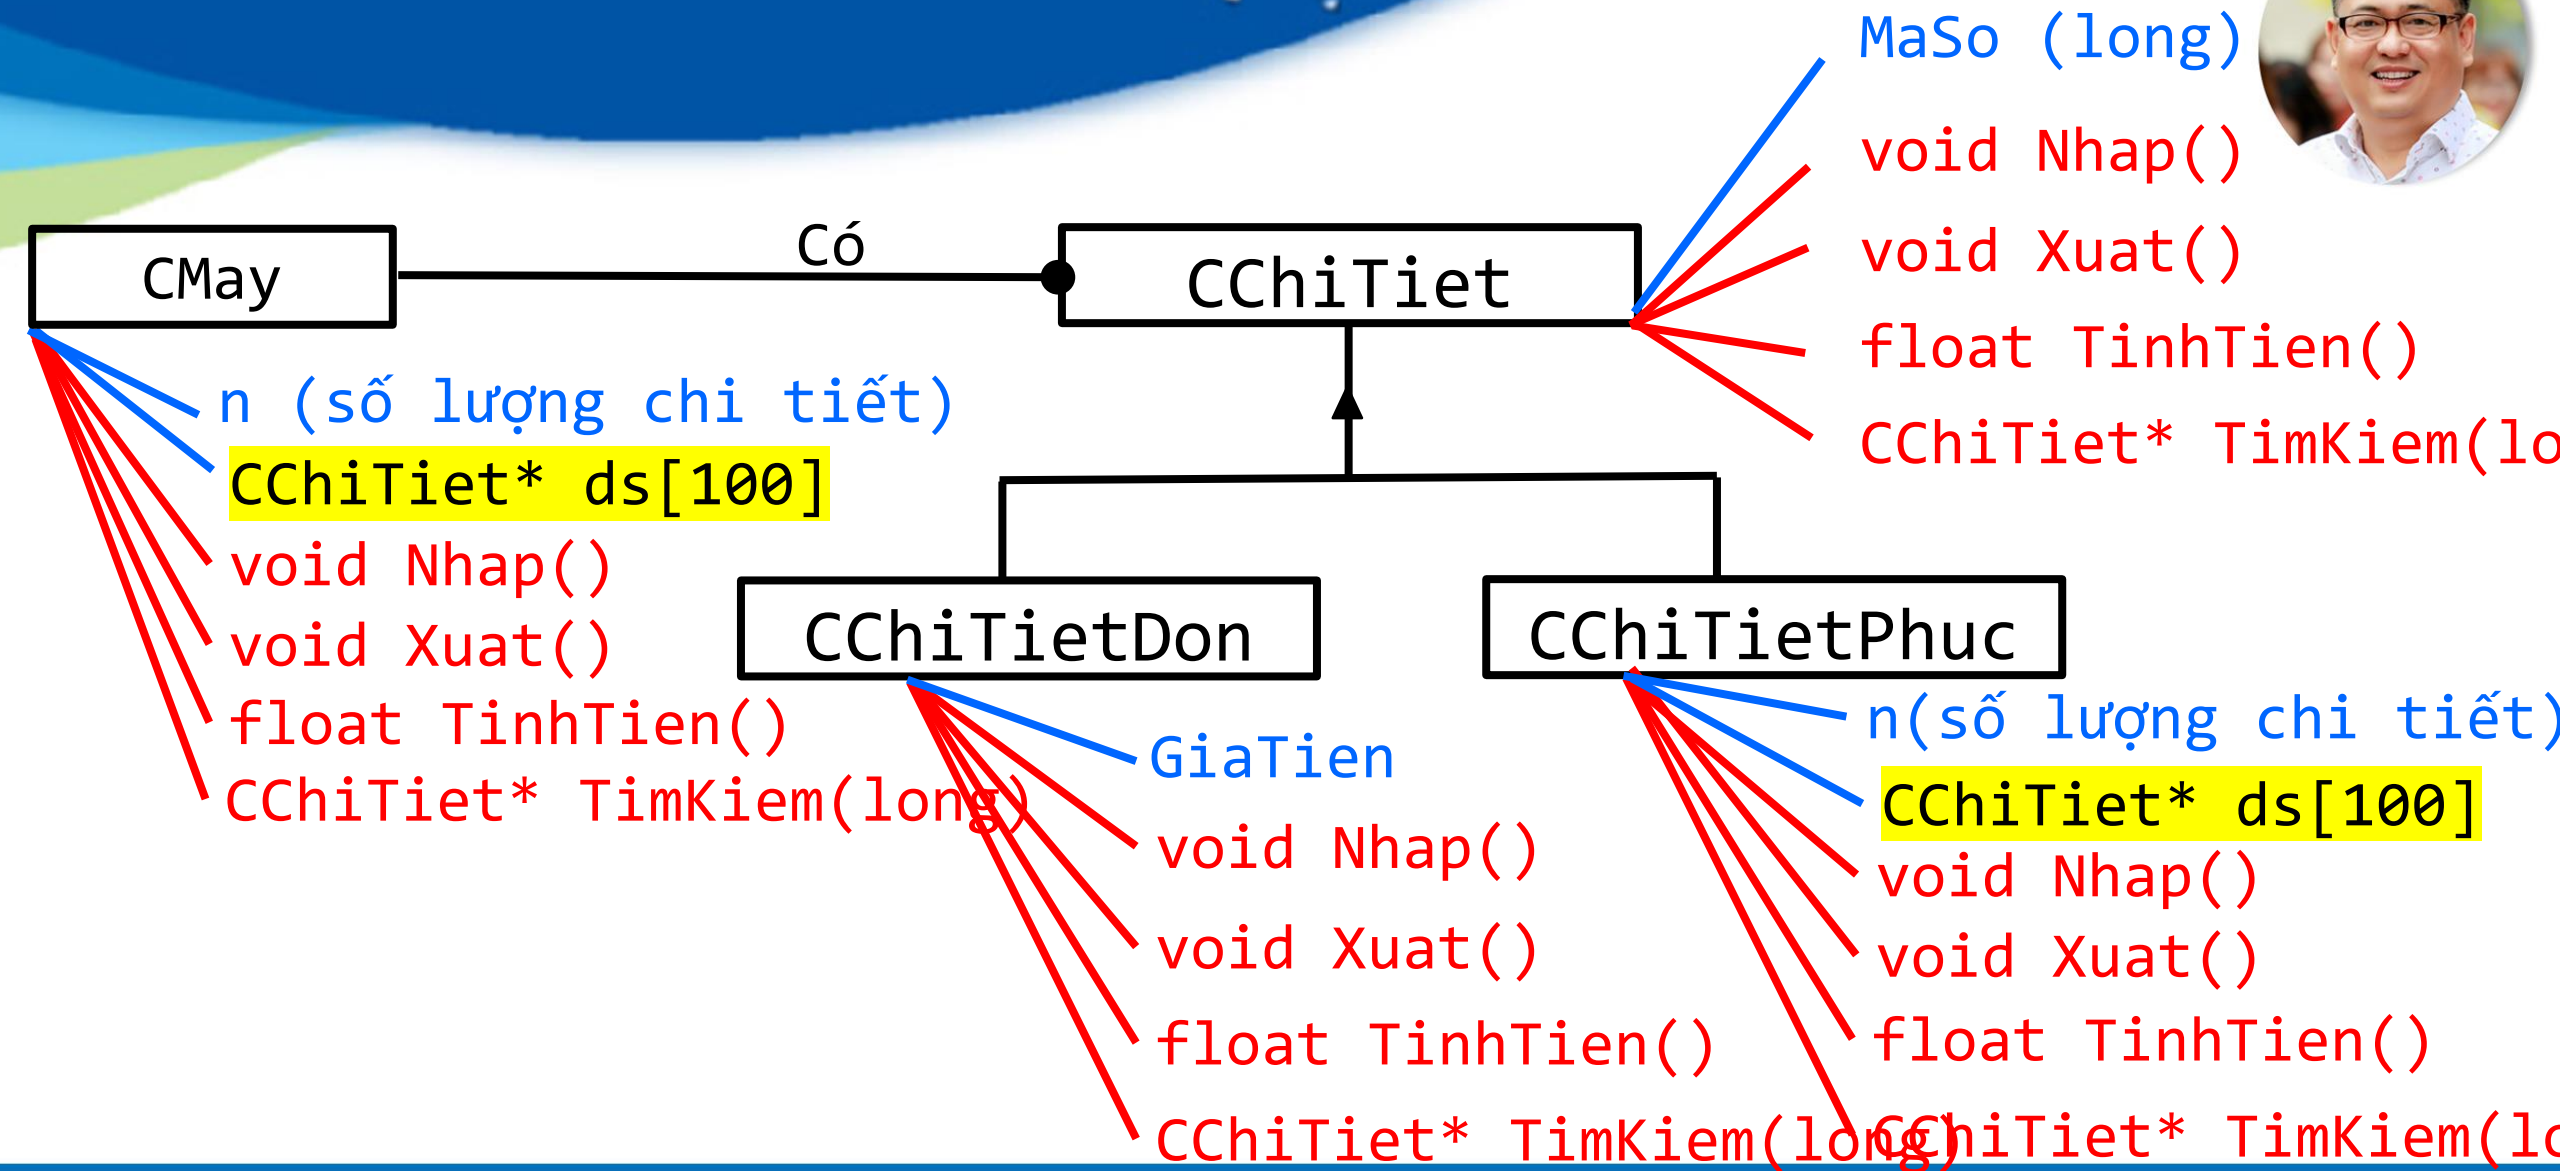 MaSo (long)
void Nhap()
void Xuat()
float TinhTien()
CChiTiet* TimKiem(lo
CMay
Có
CChiTiet
n (số lượng chi tiết)
CChiTiet* ds[100]
void Nhap()
void Xuat()
float TinhTien()
CChiTiet* TimKiem(long)
CChiTietDon
GiaTien
void Nhap()
void Xuat()
float TinhTien()
CChiTiet* TimKiem(long)
CChiTietPhuc
n(số lượng chi tiết)
CChiTiet* ds[100]
void Nhap()
void Xuat()
float TinhTien()
CChiTiet* TimKiem(lo